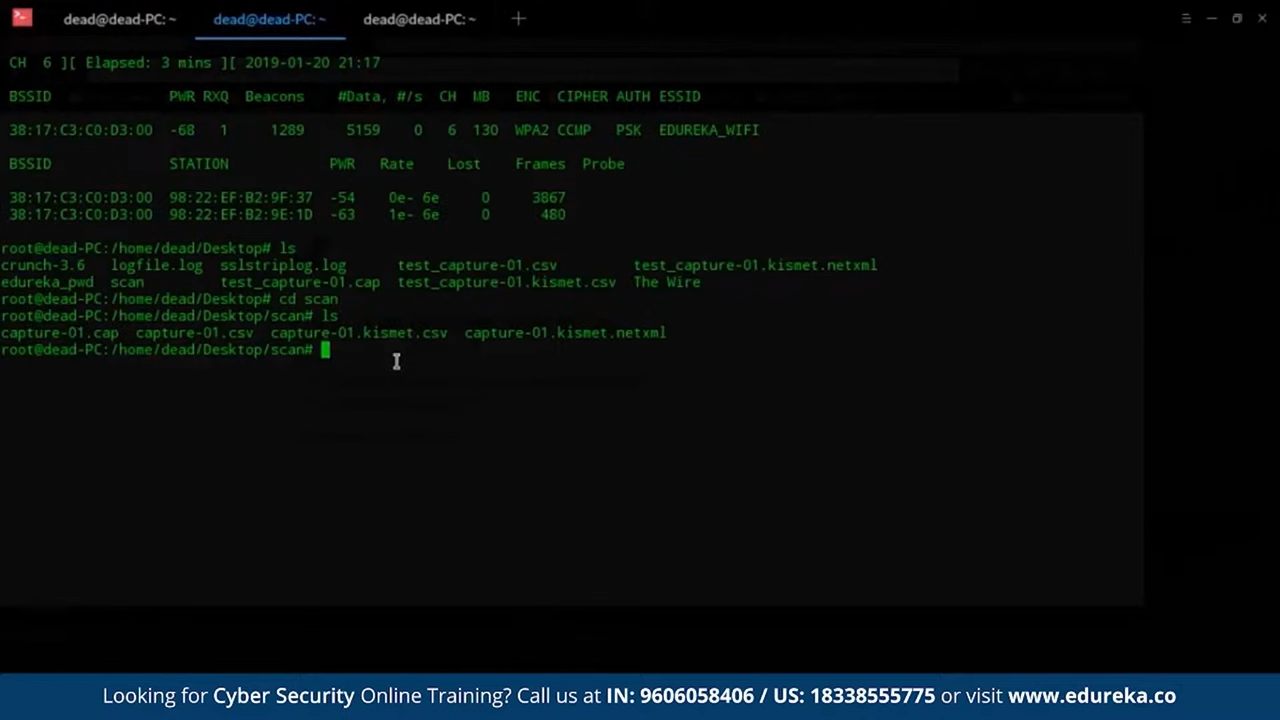 dead@dead-PC: ~ dead@dead-PC: ~ dead@dead-PC: ~
CH 6 ][ Elapsed: 3 mins ][ 2019-01-20 21:17
BSSID PWR RXQ Beacons #Data, #/s CH MB ENC CIPHER AUTH ESSID
38:17:C3:C0:D3:00 -68 1 1289 5159 0 6 130 WPA2 CCMP PSK EDUREKA_WIFI
BSSID STATION PWR Rate Lost Frames Probe
38:17:C3:C0:D3:00 98:22:EF:B2:9F:37 -54 0e- 6e 0 3867
38:17:C3:C0:D3:00 98:22:EF:B2:9E:1D -63 1e- 6e 0 480
root@dead-PC:/home/dead/Desktop# ls
crunch-3.6 logfile.log sslstriplog.log test_capture-01.csv test_capture-01.kismet.netxml
edureka_pwd scan test_capture-01.cap test_capture-01.kismet.csv The Wire
root@dead-PC:/home/dead/Desktop# cd scan
root@dead-PC:/home/dead/Desktop/scan# ls
capture-01.cap capture-01.csv capture-01.kismet.csv capture-01.kismet.netxml
root@dead-PC:/home/dead/Desktop/scan#
Looking for Cyber Security Online Training? Call us at IN: 9606058406 / US: 18338555775 or visit www.edureka.co